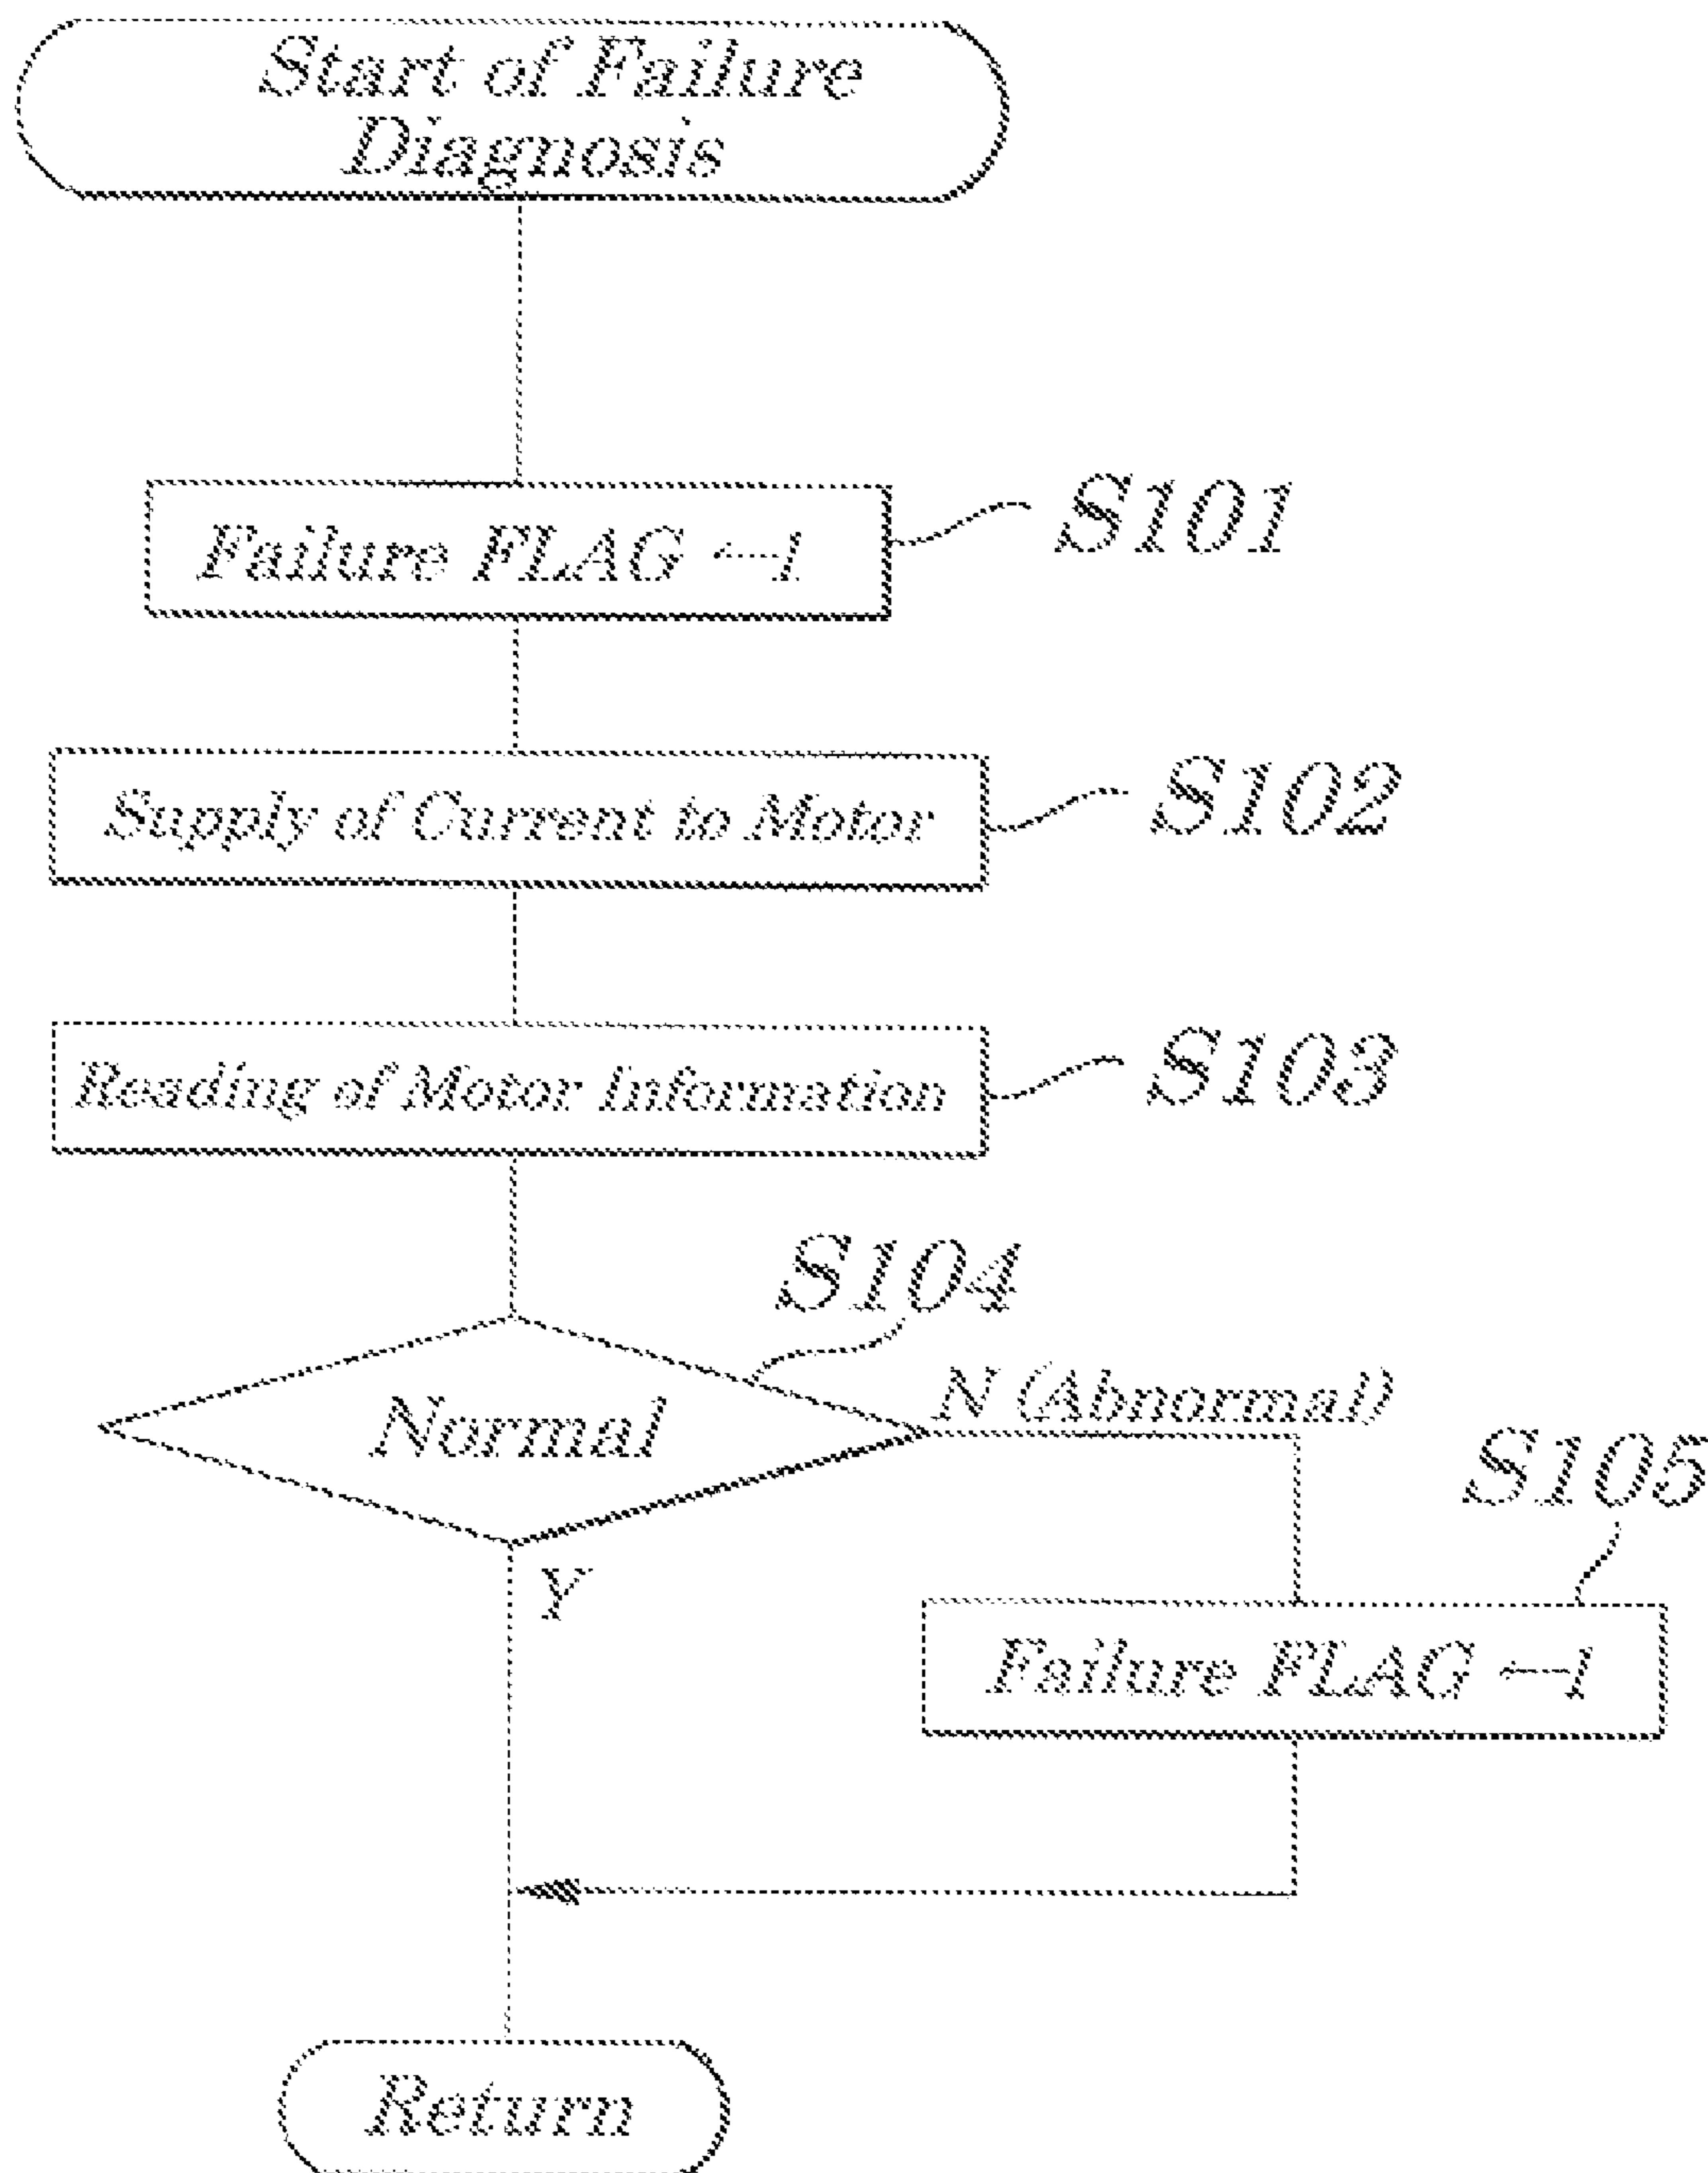 Start of Failure
Diagnosis
Failure FLAG ←1
S101
Supply of Current to Motor
S102
Reading of Motor Information
S103
S104
Normal
N (Abnormal)
S105
Y
Failure FLAG ←1
Return